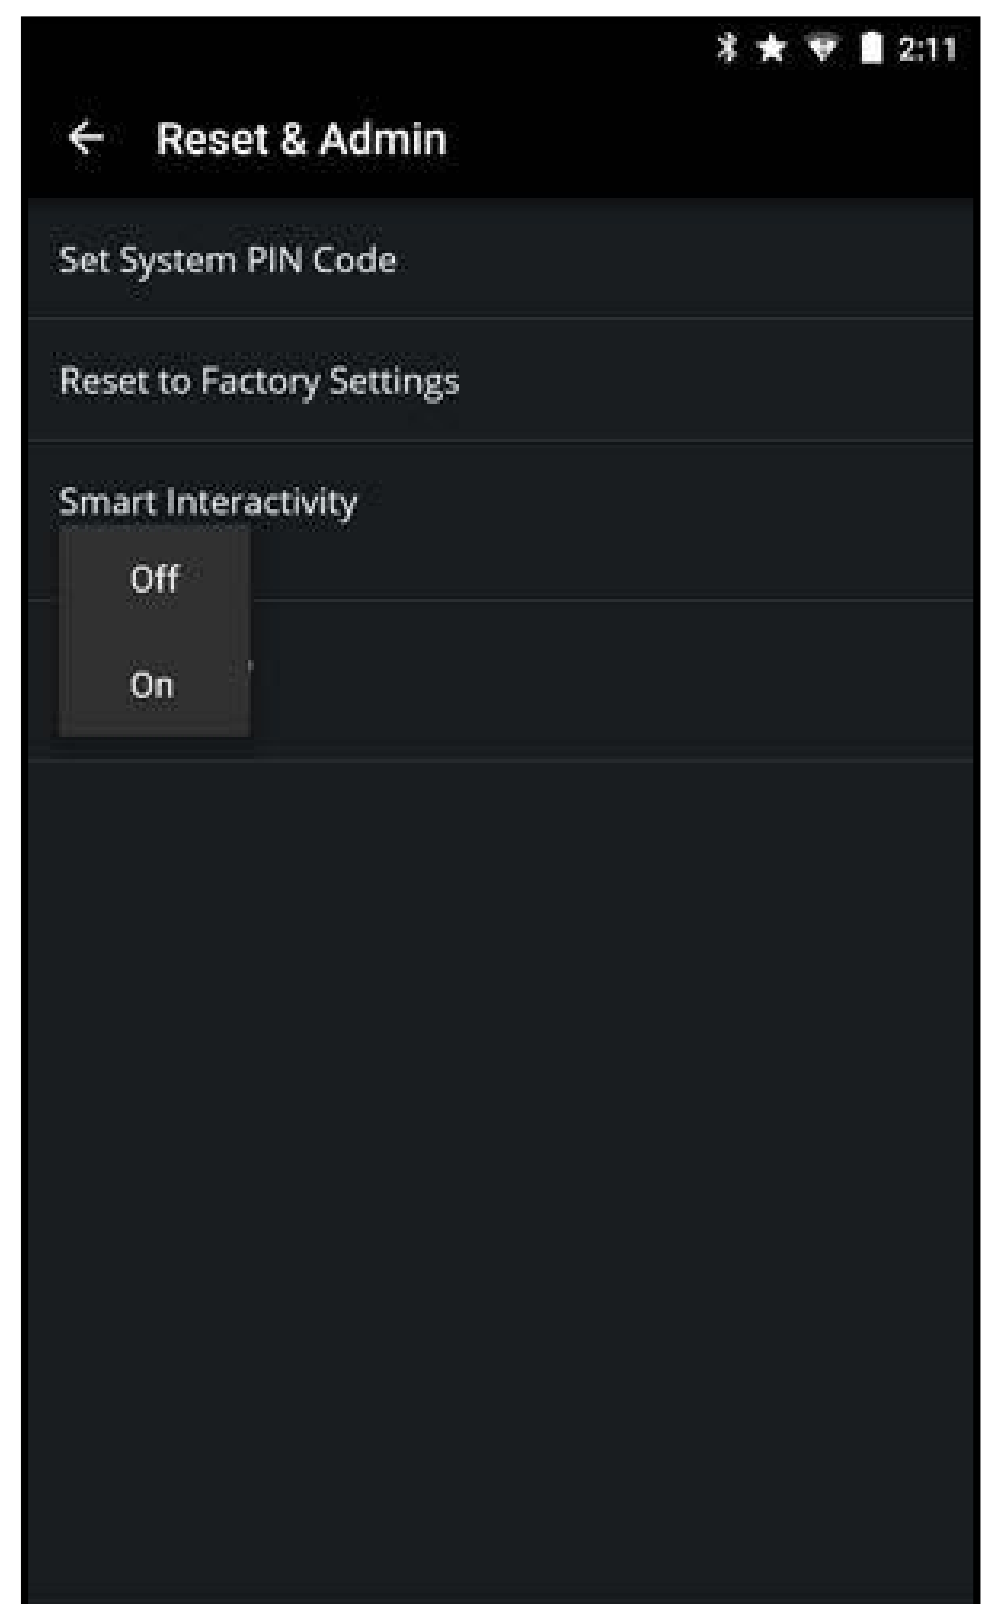 2:11
Reset & Admin
Set System PIN Code
Reset to Factory Settings
Smart Interactivity
Off
On